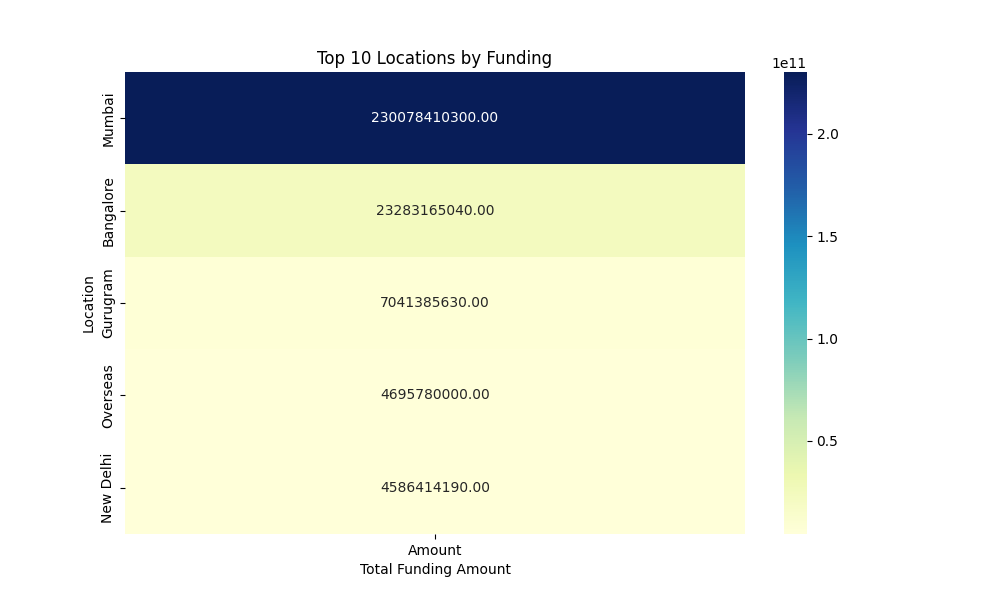 Top 10 Locations by Funding
1e11
Mumbai
230078410300.00
Bangalore
23283165040.00
Gurugram
7041385630.00
Overseas
4695780000.00
New Delhi
4586414190.00
Location
Amount
Total Funding Amount
2.0
1.5
1.0
0.5